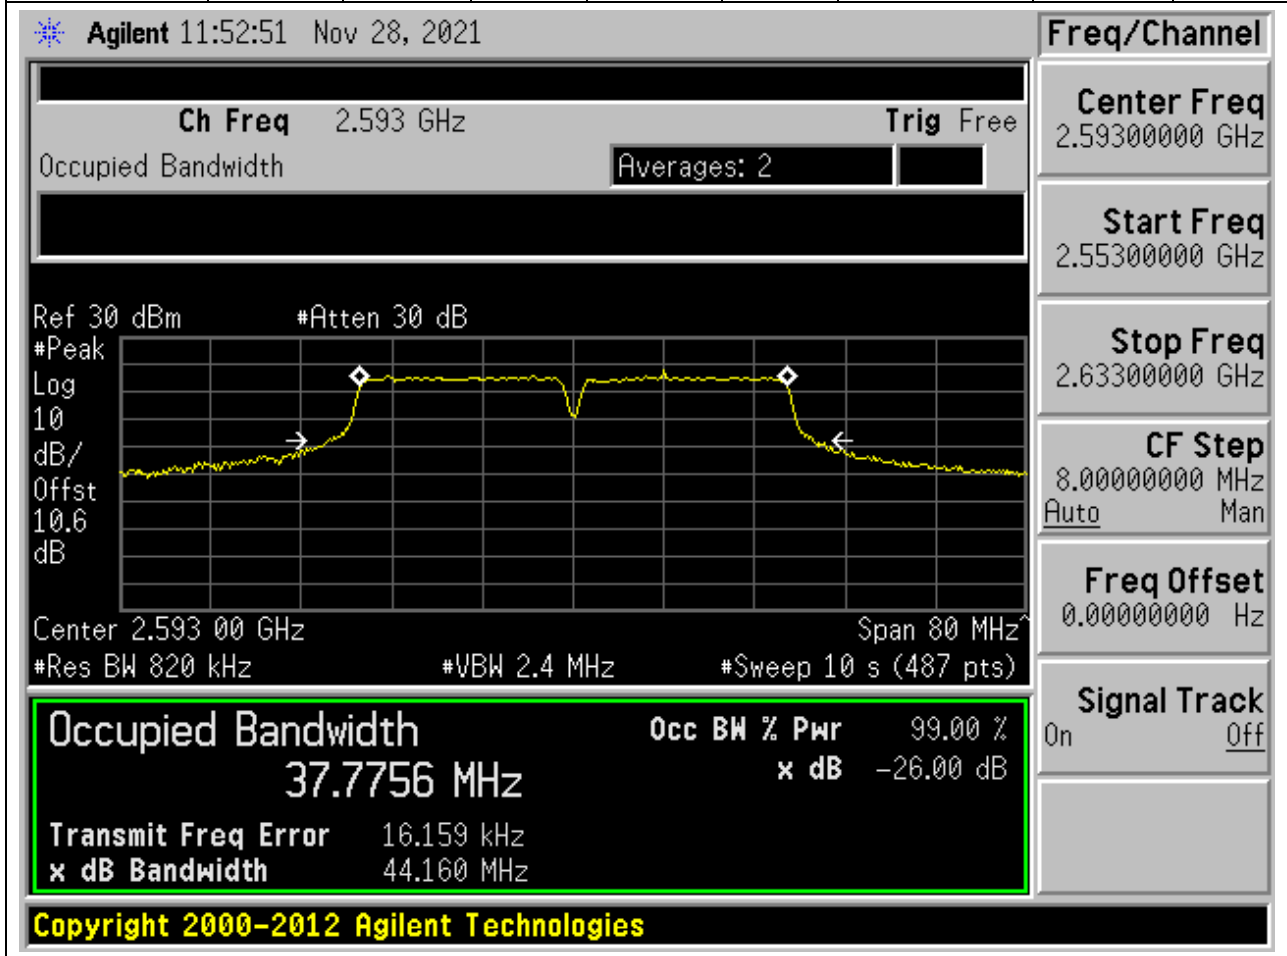 Agilent 11:52:51 Nov 28, 2021
Freq/Channel
Ch Freq 2.593 GHz Trig Free
Occupied Bandwidth Averages: 2
Center Freq
2.59300000 GHz
Start Freq
2.55300000 GHz
Stop Freq
2.63300000 GHz
CF Step
8.00000000 MHz
Auto Man
Freq Offset
0.00000000 Hz
Signal Track
On Off
Ref 30 dBm #Atten 30 dB
#Peak
Log
10
dB/
Offst
10.6
dB
Center 2.593 00 GHz Span 80 MHz^
#Res BW 820 kHz #VBW 2.4 MHz #Sweep 10 s (487 pts)
Occupied Bandwidth Occ BW % Pwr 99.00 %
37.7756 MHz x dB -26.00 dB
Transmit Freq Error 16.159 kHz
x dB Bandwidth 44.160 MHz
Copyright 2000-2012 Agilent Technologies